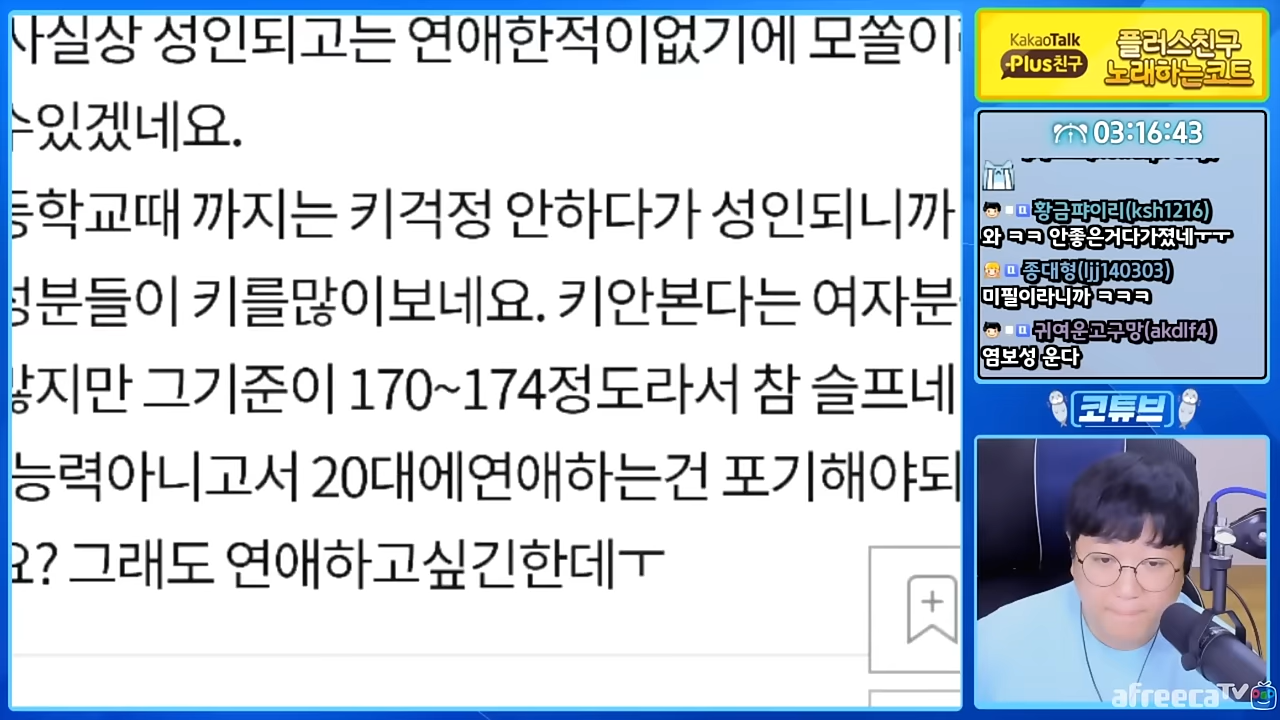 사실상 성인되고는 연애한적이없기에 모쏠이
수있겠네요.
등학교때 까지는 키걱정 안하다가 성인되니까
성분들이 키를많이보네요. 키안본다는 여자분
많지만 그기준이 170~174정도라서 참 슬프네
능력아니고서 20대에연애하는건 포기해야되
요? 그래도 연애하고싶긴한데ㅜ
KakaoTalk
Plus친구
플러스친구
노래하는코트
03:16:43
황금퍄이리(ksh1216)
와 ㅋㅋ 안좋은거다가졌네ㅜㅜ
종대형(ljj140303)
미필이라니까 ㅋㅋㅋ
귀여운고구망(akdlf4)
염보성 운다
코튜브
afreecaTV